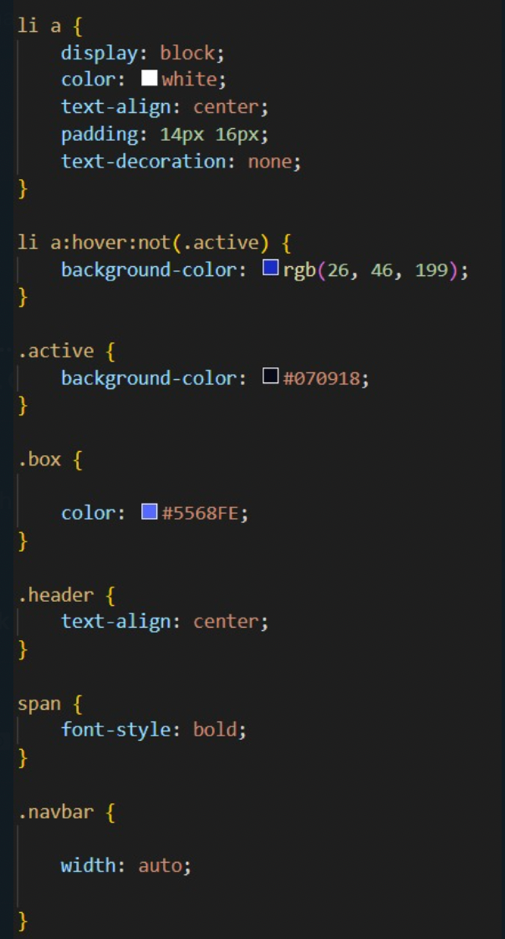 li a {
    display: block;
    color: white;
    text-align: center;
    padding: 14px 16px;
    text-decoration: none;
}

li a:hover:not(.active) {
    background-color: rgb(26, 46, 199);
}

.active {
    background-color: #070918;
}

.box {

    color: #5568FE;
}

.header {
    text-align: center;
}

span {
    font-style: bold;
}

.navbar {

    width: auto;

}